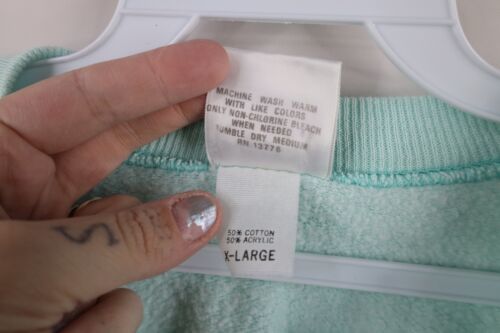 MACHINE WASH WARM
WITH LIKE COLORS
ONLY NON-CHLORINE BLEACH
WHEN NEEDED
TUMBLE DRY MEDIUM
RN 13276
50% COTTON
50% ACRYLIC
X-LARGE